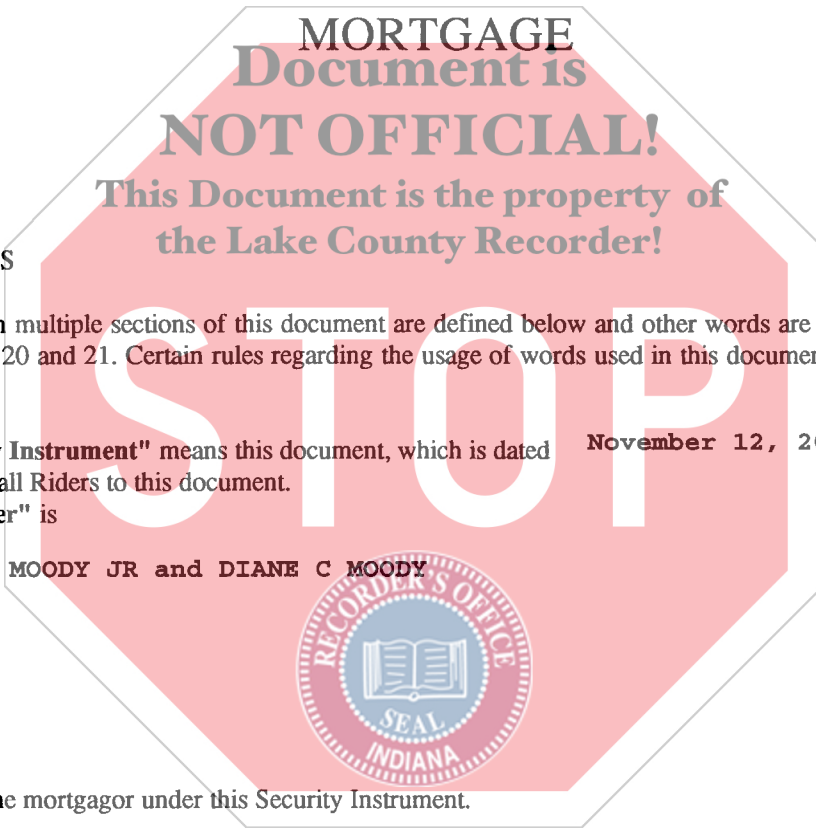 MORTGAGE
Document is
NOT OFFICIAL!
This Document is the property of
the Lake County Recorder!
S
multiple sections of this document are defined below and other words are
20 and 21. Certain rules regarding the usage of words used in this documen
STOP
Instrument" means this document, which is dated November 12, 20
all Riders to this document.
er" is
MOODY JR and DIANE C MOODY
RECORDER'S OFFICE
SEAL
INDIANA
e mortgagor under this Security Instrument.